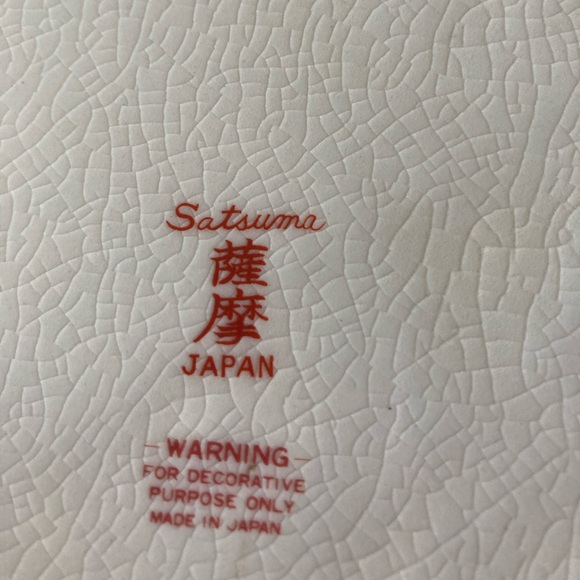 Satsuma
薩
摩
JAPAN
WARNING
FOR DECORATIVE
PURPOSE ONLY
MADE IN JAPAN